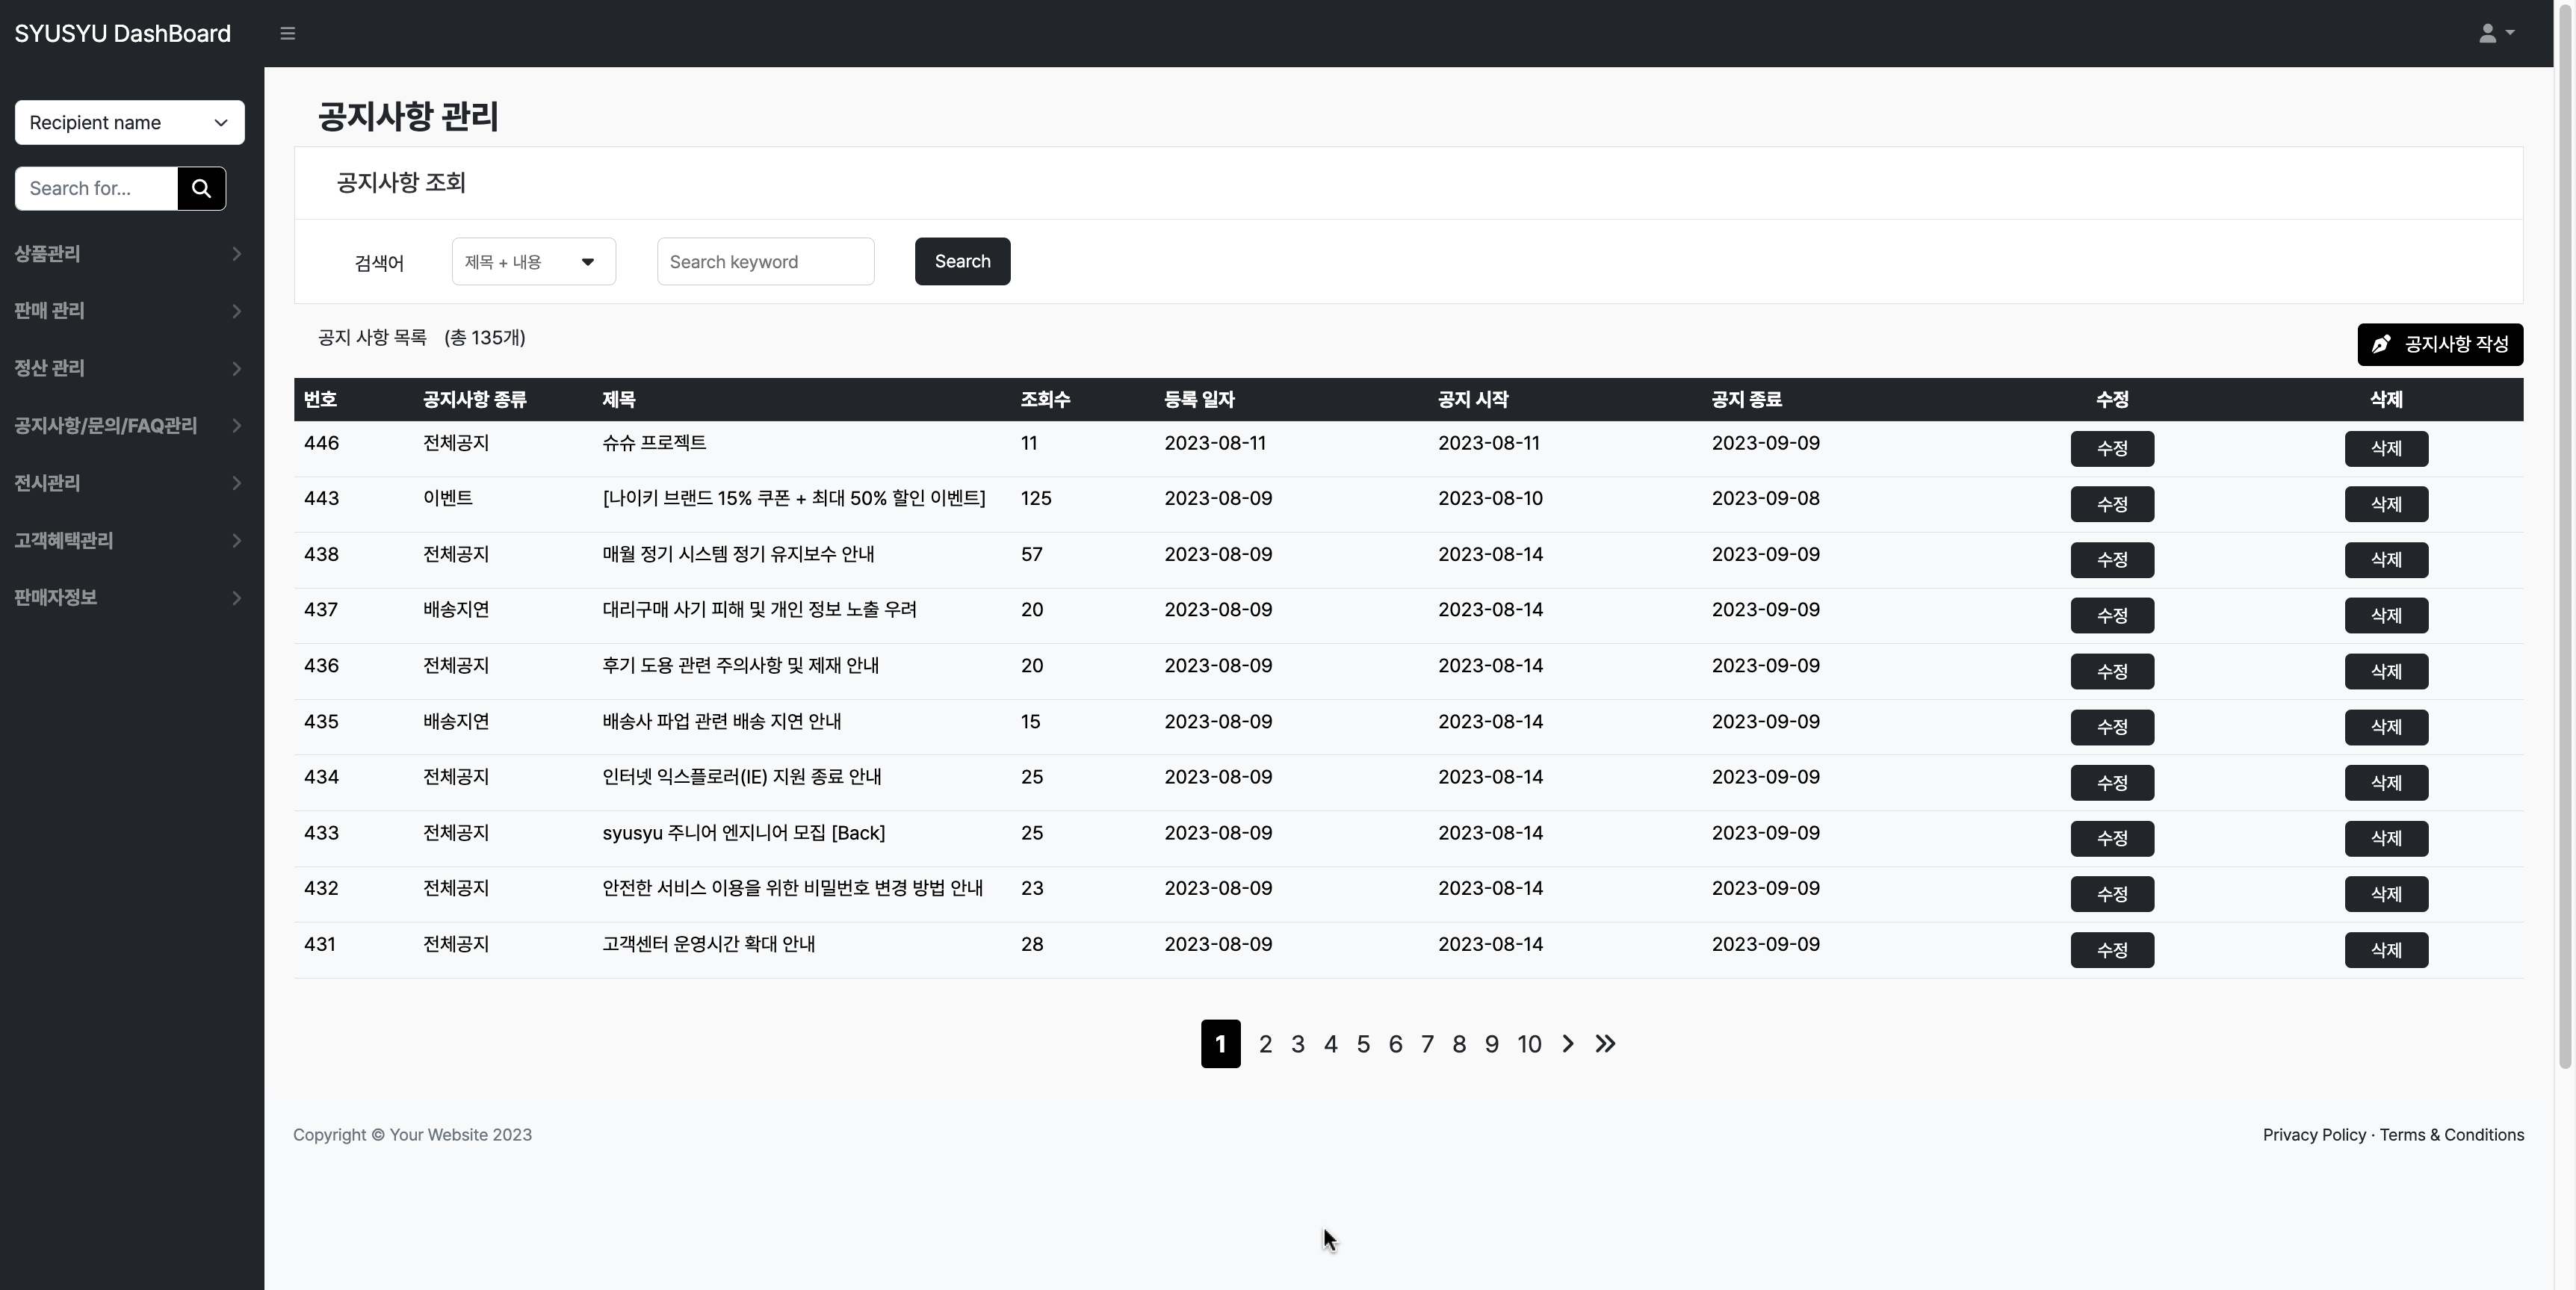 SYUSYU DashBoard
Recipient name
Search for...
상품관리
판매 관리
정산 관리
공지사항/문의/FAQ관리
전시관리
고객혜택관리
판매자정보
공지사항 관리
공지사항 조회
검색어 제목 + 내용 Search keyword Search
공지 사항 목록 (총 135개) 공지사항 작성
번호 공지사항 종류 제목 조회수 등록 일자 공지 시작 공지 종료 수정 삭제
446 전체공지 슈슈 프로젝트 11 2023-08-11 2023-08-11 2023-09-09 수정 삭제
443 이벤트 [나이키 브랜드 15% 쿠폰 + 최대 50% 할인 이벤트] 125 2023-08-09 2023-08-10 2023-09-08 수정 삭제
438 전체공지 매월 정기 시스템 정기 유지보수 안내 57 2023-08-09 2023-08-14 2023-09-09 수정 삭제
437 배송지연 대리구매 사기 피해 및 개인 정보 노출 우려 20 2023-08-09 2023-08-14 2023-09-09 수정 삭제
436 전체공지 후기 도용 관련 주의사항 및 제재 안내 20 2023-08-09 2023-08-14 2023-09-09 수정 삭제
435 배송지연 배송사 파업 관련 배송 지연 안내 15 2023-08-09 2023-08-14 2023-09-09 수정 삭제
434 전체공지 인터넷 익스플로러(IE) 지원 종료 안내 25 2023-08-09 2023-08-14 2023-09-09 수정 삭제
433 전체공지 syusyu 주니어 엔지니어 모집 [Back] 25 2023-08-09 2023-08-14 2023-09-09 수정 삭제
432 전체공지 안전한 서비스 이용을 위한 비밀번호 변경 방법 안내 23 2023-08-09 2023-08-14 2023-09-09 수정 삭제
431 전체공지 고객센터 운영시간 확대 안내 28 2023-08-09 2023-08-14 2023-09-09 수정 삭제
1 2 3 4 5 6 7 8 9 10
Copyright © Your Website 2023 Privacy Policy · Terms & Conditions